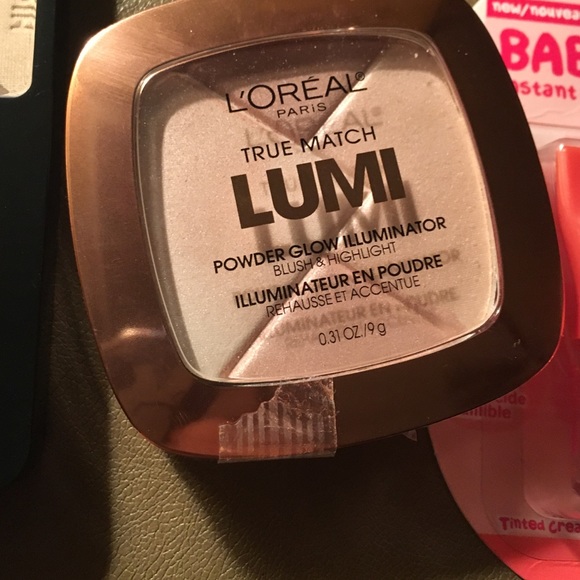 L'ORÉAL®
PARIS
TRUE MATCH
LUMI
POWDER GLOW ILLUMINATOR
BLUSH & HIGHLIGHT
ILLUMINATEUR EN POUDRE
REHAUSSE ET ACCENTUE
0.31 OZ./9 g
new/nouveau
BAB
nstant
Tinted Crea